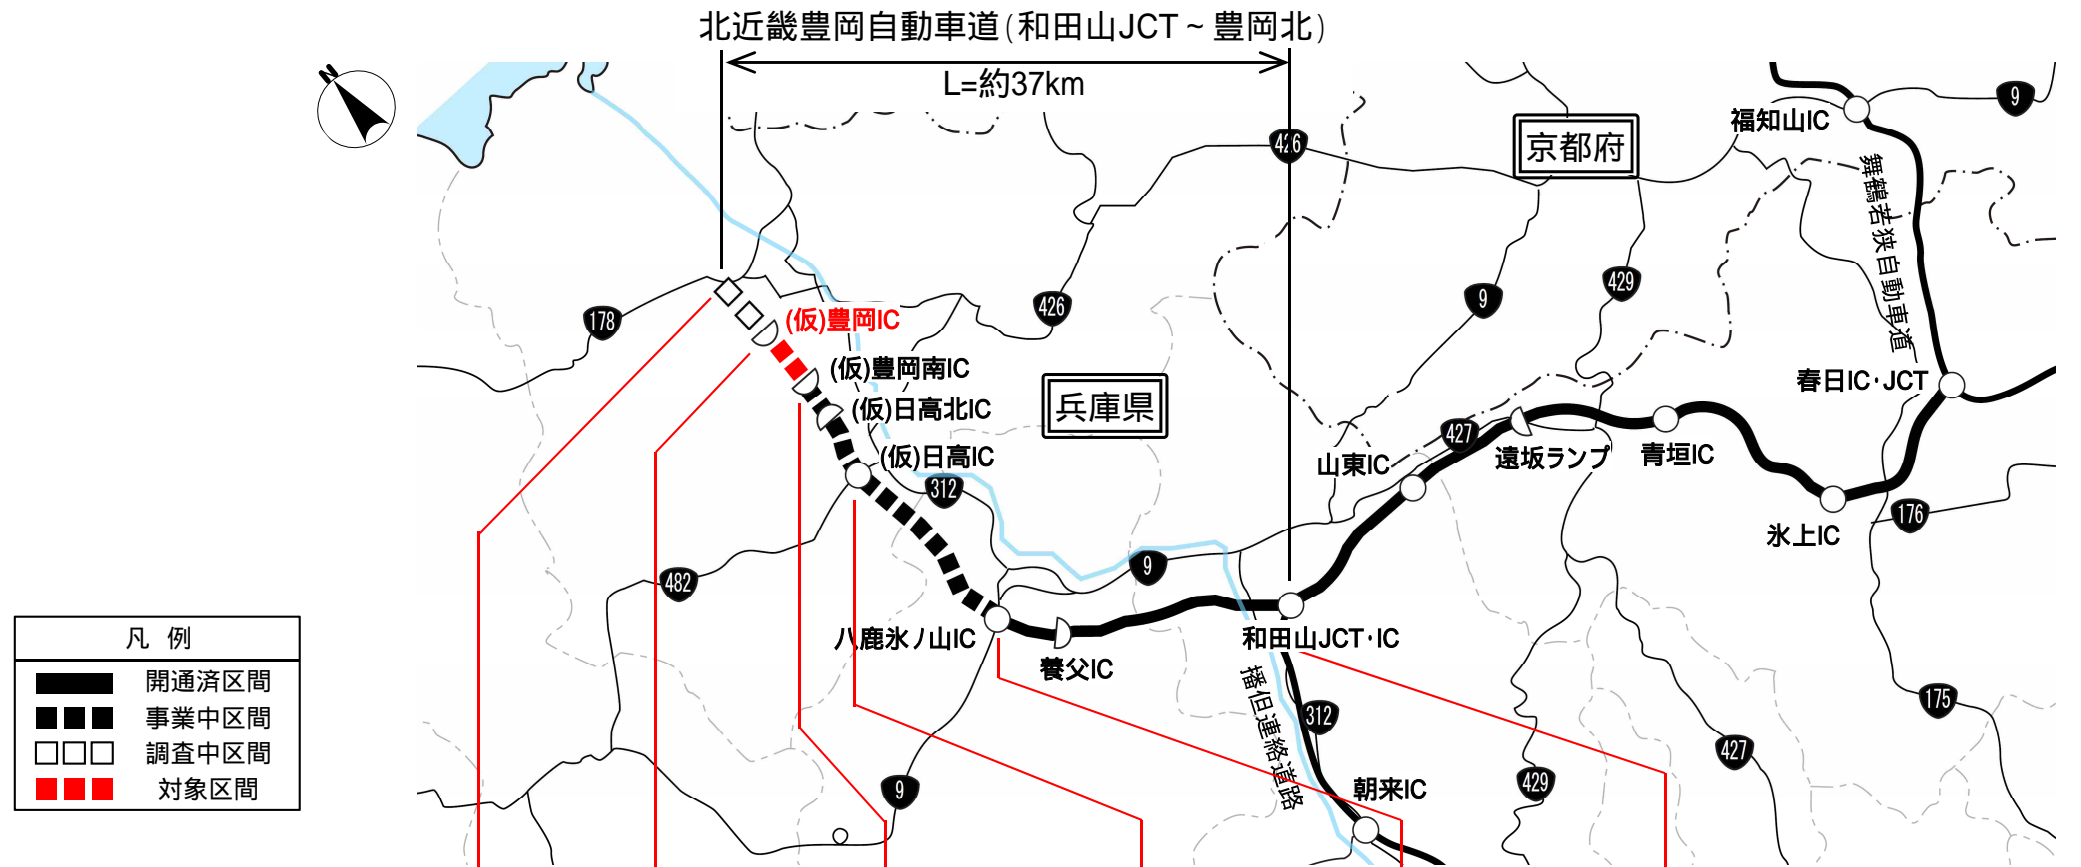 北近畿豊岡自動車道(和田山JCT~豊岡北)
L=約37km
N
京都府
福知山IC
9
426
舞鶴若狭自動車道
178
426
9
429
(仮)豊岡IC
(仮)豊岡南IC
(仮)日高北IC
(仮)日高IC
兵庫県
春日IC・JCT
427
遠坂ランプ
青垣IC
山東IC
312
176
氷上IC
9
482
八鹿氷ノ山IC
養父IC
和田山JCT・IC
播但連絡道路
312
175
427
429
9
朝来IC
凡 例
開通済区間
事業中区間
調査中区間
対象区間